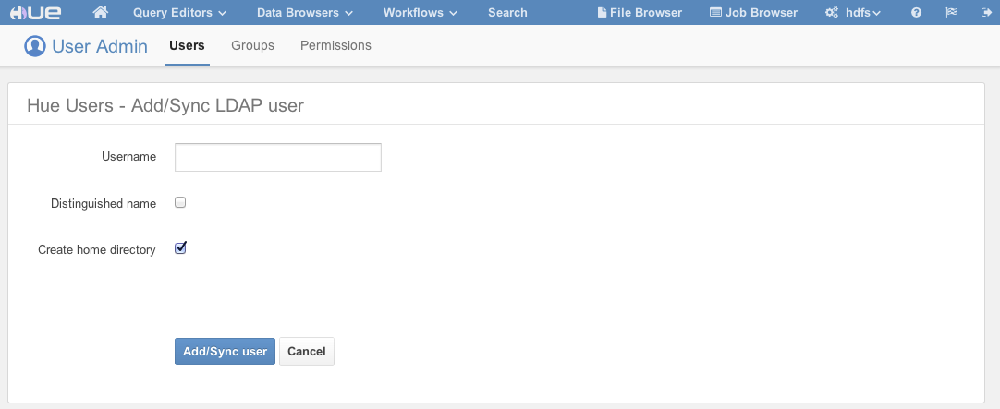 HUE Query Editors Data Browsers Workflows Search File Browser Job Browser hdfs
User Admin Users Groups Permissions
Hue Users - Add/Sync LDAP user
Username
Distinguished name
Create home directory
Add/Sync user Cancel